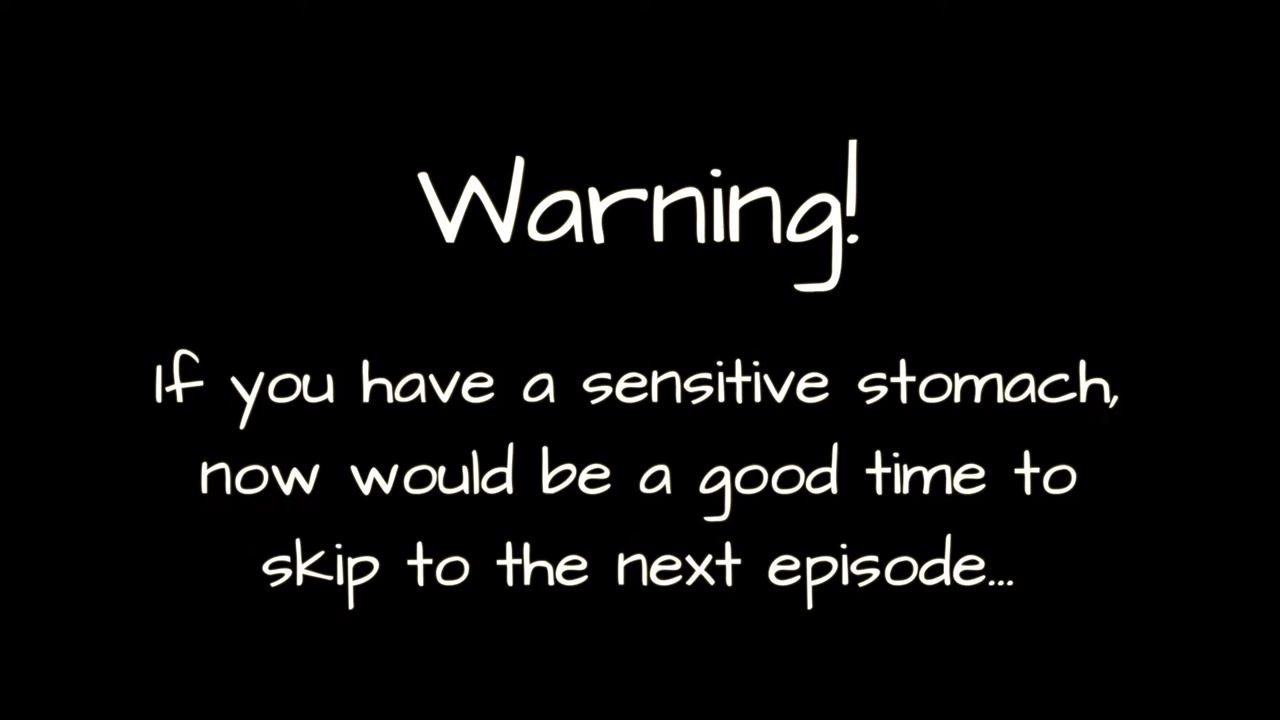 Warning!
If you have a sensitive stomach,
now would be a good time to
skip to the next episode...